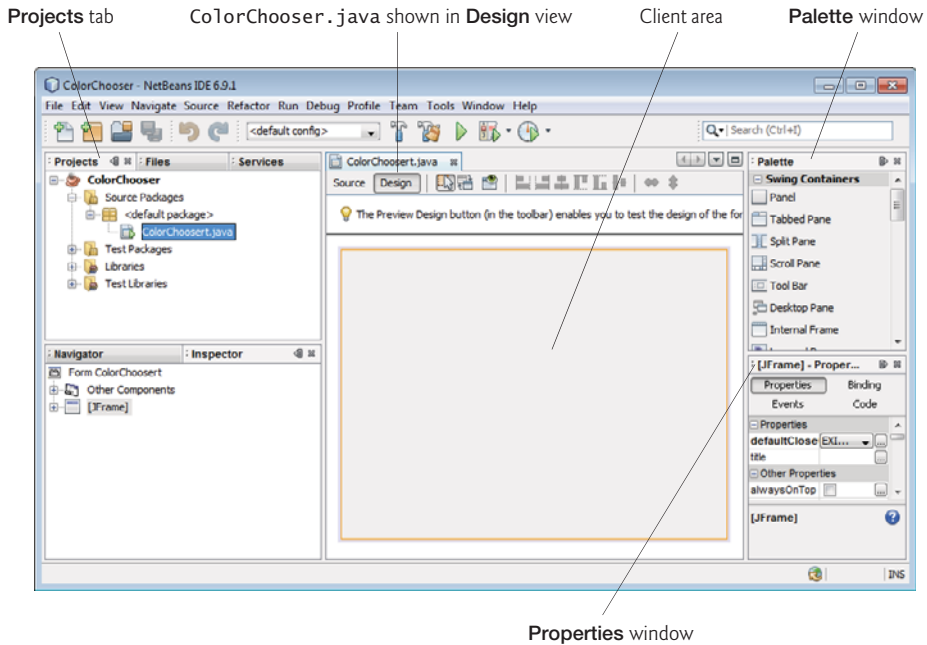 Projects tab
ColorChooser.java shown in Design view
Client area
Palette window
ColorChooser - NetBeans IDE 6.9.1
File Edit View Navigate Source Refactor Run Debug Profile Team Tools Window Help
<default config>
Search (Ctrl+I)
Projects Files Services
ColorChooser
Source Packages
<default package>
ColorChoosert.java
Test Packages
Libraries
Test Libraries
Navigator Inspector
Form ColorChoosert
Other Components
[JFrame]
ColorChoosert.java
Source Design
The Preview Design button (in the toolbar) enables you to test the design of the for
Palette
Swing Containers
Panel
Tabbed Pane
Split Pane
Scroll Pane
Tool Bar
Desktop Pane
Internal Frame
[JFrame] - Proper...
Properties Binding
Events Code
Properties
defaultClose EXI... ...
title ...
Other Properties
alwaysOnTop ...
[JFrame]
INS
Properties window